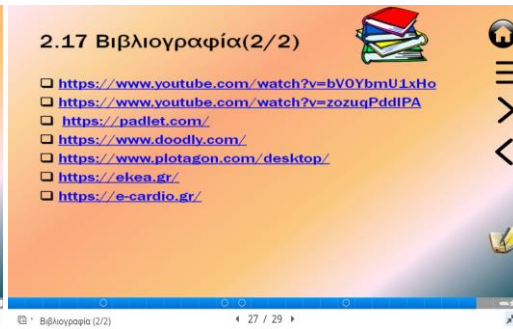 2.17 Βιβλιογραφία(2/2)
https://www.youtube.com/watch?v=bV0YbmU1xHo
https://www.youtube.com/watch?v=zozuqPddIPA
https://padlet.com/
https://www.doodly.com/
https://www.plotagon.com/desktop/
https://ekea.gr/
https://e-cardio.gr/
Βιβλιογραφία (2/2)
27 / 29